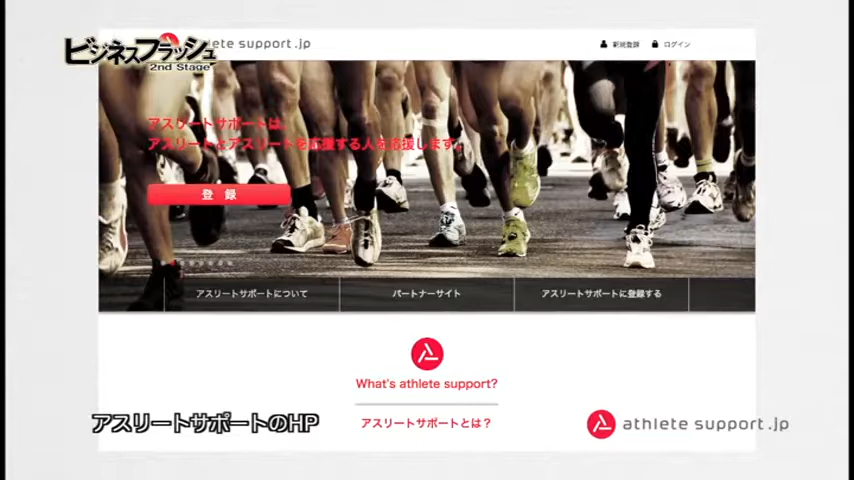 ビジネスフラッシュ
2nd Stage
lete support.jp
新規登録
ログイン
アスリートサポートは、
アスリートとアスリートを応援する人を応援します。
登 録
アスリートサポートについて
パートナーサイト
アスリートサポートに登録する
What's athlete support?
アスリートサポートとは？
アスリートサポートのHP
athlete support.jp